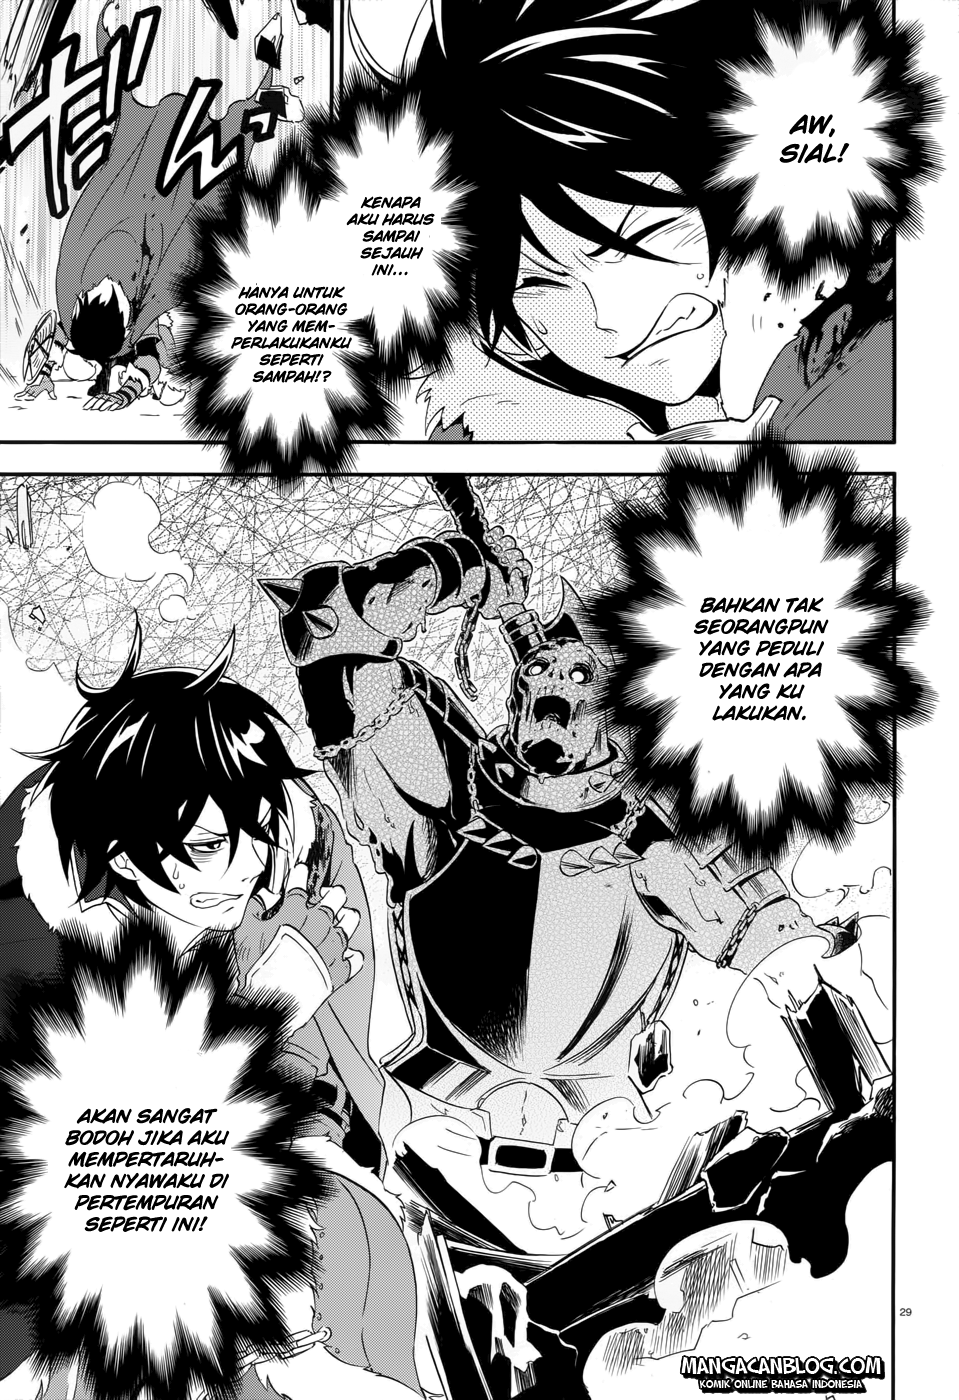 AW,
SIAL!
KENAPA
AKU HARUS
SAMPAI
SEJAUH
INI...
HANYA UNTUK
ORANG-ORANG
YANG MEM-
PERLAKUKANKU
SEPERTI
SAMPAH!?
BAHKAN TAK
SEORANGPUN
YANG PEDULI
DENGAN APA
YANG KU
LAKUKAN.
AKAN SANGAT
BODOH JIKA AKU
MEMPERTARUH-
KAN NYAWAKU DI
PERTEMPURAN
SEPERTI INI!
29
MANGACANBLOG.COM
KOMIK ONLINE BAHASA INDONESIA